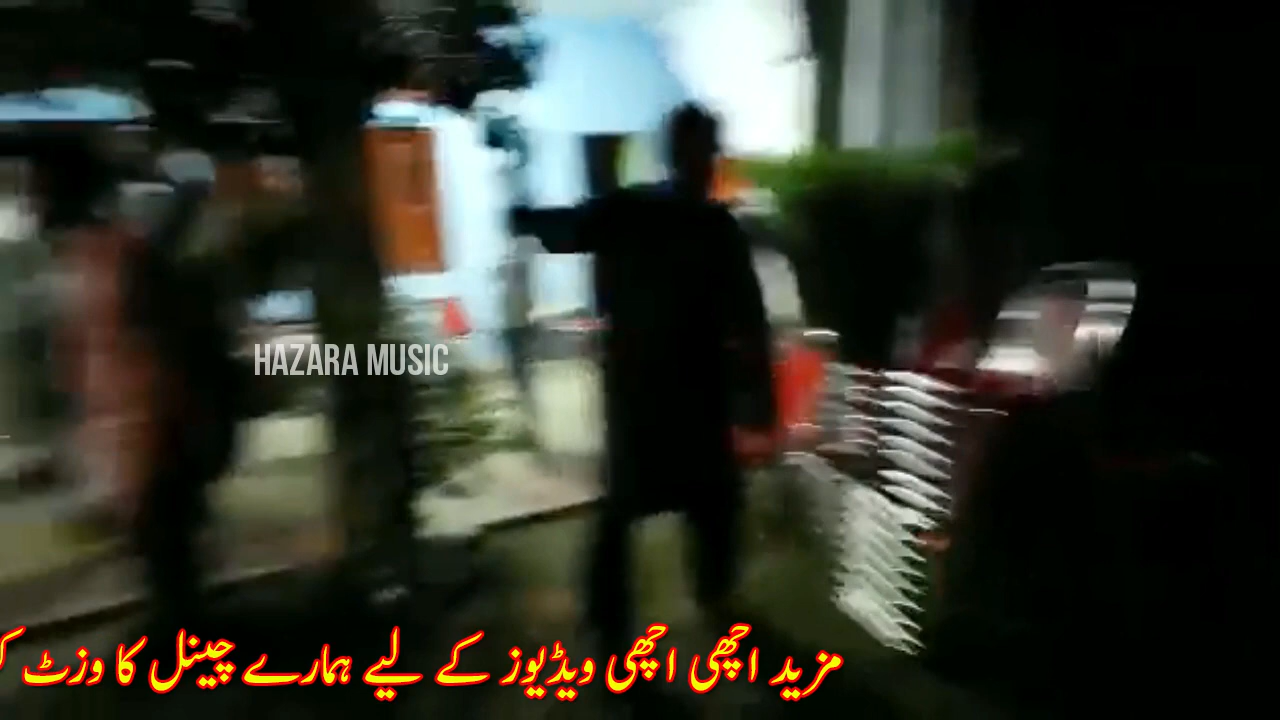 HAZARA MUSIC
مزید اچھی اچھی ویڈیوز کے لیے ہمارے چینل کا وزٹ